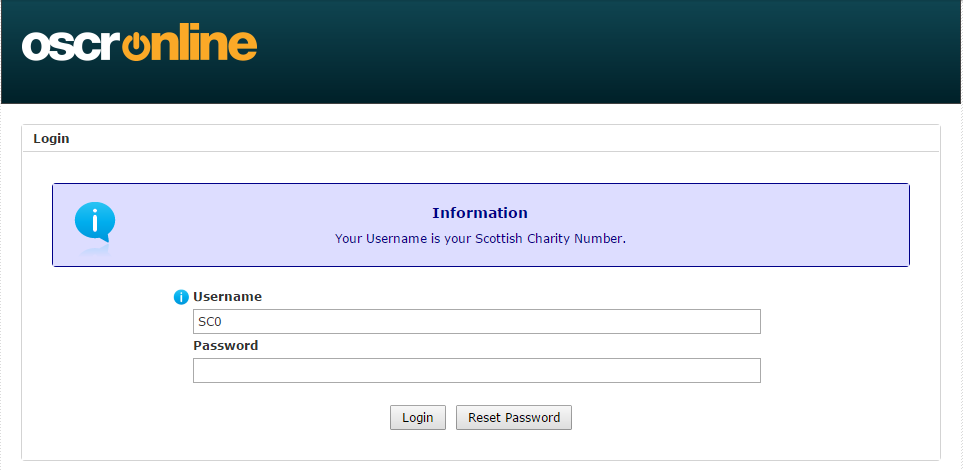 oscronline
Login
Information
Your Username is your Scottish Charity Number.
Username
SC0
Password
Login Reset Password